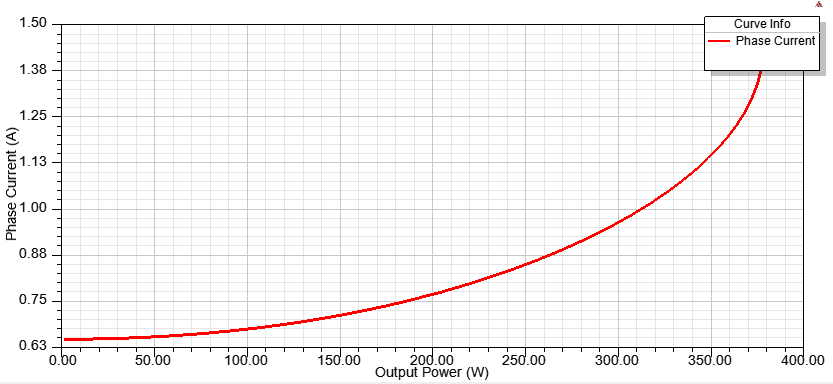 Curve Info
Phase Current
1.50
1.38
1.25
1.13
1.00
0.88
0.75
0.63
Phase Current (A)
0.00 50.00 100.00 150.00 200.00 250.00 300.00 350.00 400.00
Output Power (W)